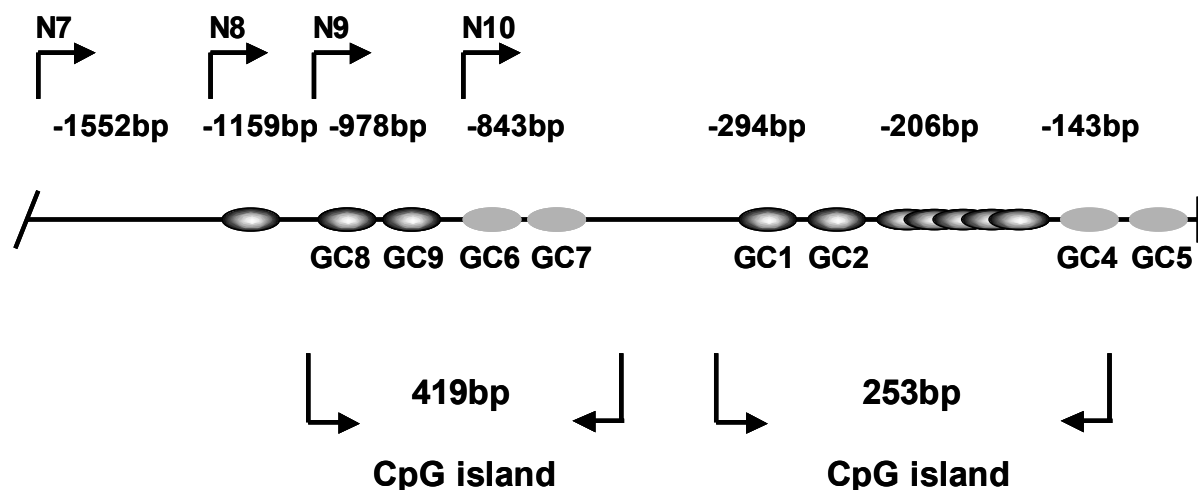 N7 N8 N9 N10
-1552bp -1159bp -978bp -843bp -294bp -206bp -143bp
GC8 GC9 GC6 GC7 GC1 GC2 GC4 GC5
419bp 253bp
CpG island CpG island